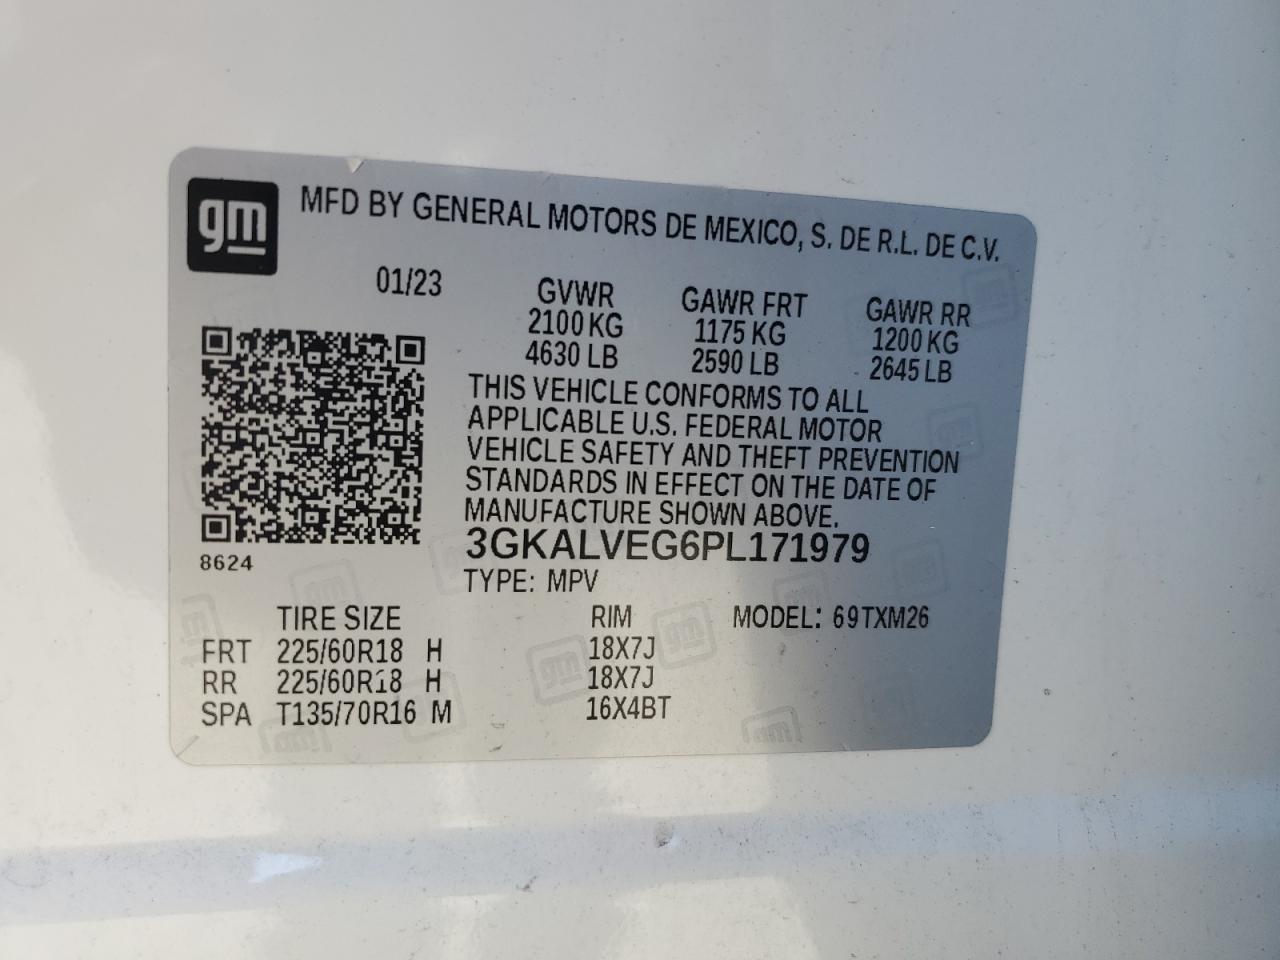 gm
MFD BY GENERAL MOTORS DE MEXICO, S. DE R.L. DE C.V.
01/23
GVWR GAWR FRT GAWR RR
2100 KG 1175 KG 1200 KG
4630 LB 2590 LB 2645 LB
THIS VEHICLE CONFORMS TO ALL
APPLICABLE U.S. FEDERAL MOTOR
VEHICLE SAFETY AND THEFT PREVENTION
STANDARDS IN EFFECT ON THE DATE OF
MANUFACTURE SHOWN ABOVE.
3GKALVEG6PL171979
8624
TYPE: MPV
TIRE SIZE RIM MODEL: 69TXM26
FRT 225/60R18 H 18X7J
RR 225/60R18 H 18X7J
SPA T135/70R16 M 16X4BT